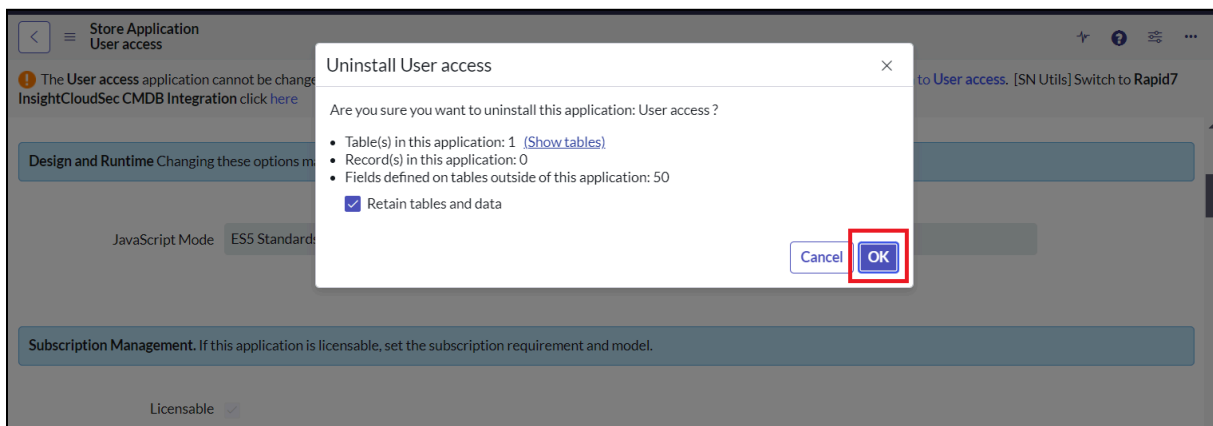 Store Application
User access
Uninstall User access
The User access application cannot be change
to User access. [SN Utils] Switch to Rapid7
InsightCloudSec CMDB Integration click here
Are you sure you want to uninstall this application: User access ?
Table(s) in this application: 1 (Show tables)
Record(s) in this application: 0
Fields defined on tables outside of this application: 50
Retain tables and data
Design and Runtime Changing these options m
JavaScript Mode ES5 Standards
Cancel OK
Subscription Management. If this application is licensable, set the subscription requirement and model.
Licensable